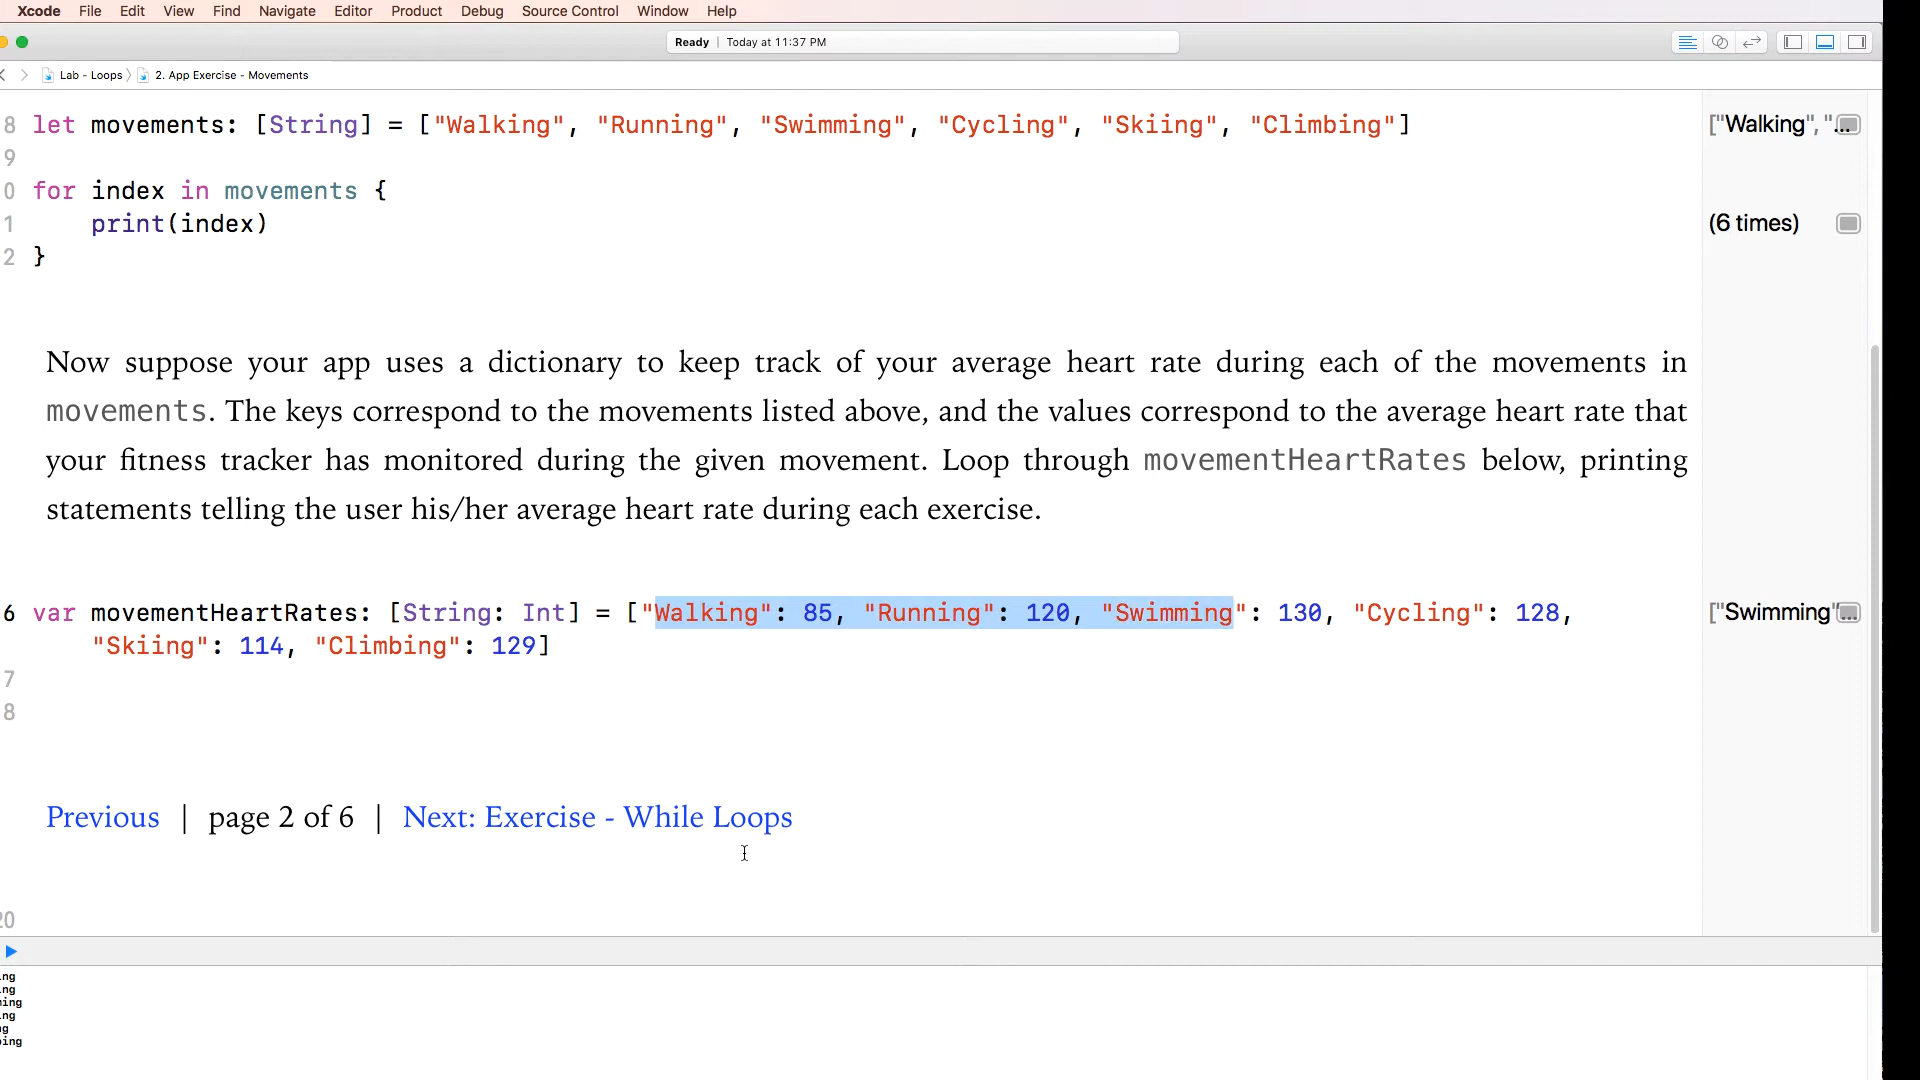 Xcode File Edit View Find Navigate Editor Product Debug Source Control Window Help
Ready | Today at 11:37 PM
Lab - Loops 2. App Exercise - Movements
8 let movements: [String] = ["Walking", "Running", "Swimming", "Cycling", "Skiing", "Climbing"] ["Walking", "...
9
0 for index in movements {
1 print(index) (6 times)
2 }
Now suppose your app uses a dictionary to keep track of your average heart rate during each of the movements in
movements. The keys correspond to the movements listed above, and the values correspond to the average heart rate that
your fitness tracker has monitored during the given movement. Loop through movementHeartRates below, printing
statements telling the user his/her average heart rate during each exercise.
6 var movementHeartRates: [String: Int] = ["Walking": 85, "Running": 120, "Swimming": 130, "Cycling": 128, ["Swimming"...
"Skiing": 114, "Climbing": 129]
7
8
Previous | page 2 of 6 | Next: Exercise - While Loops
20
ng
ng
ming
ng
g
bing